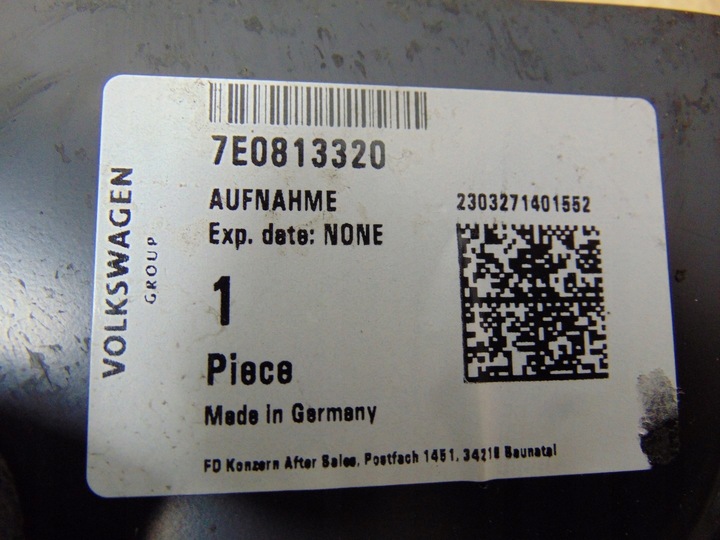 VOLKSWAGEN
GROUP
7E0813320
AUFNAHME
2303271401552
Exp. date: NONE
1
Piece
Made in Germany
FD Konzern After Sales, Postfach 1451, 34218 Baunatal